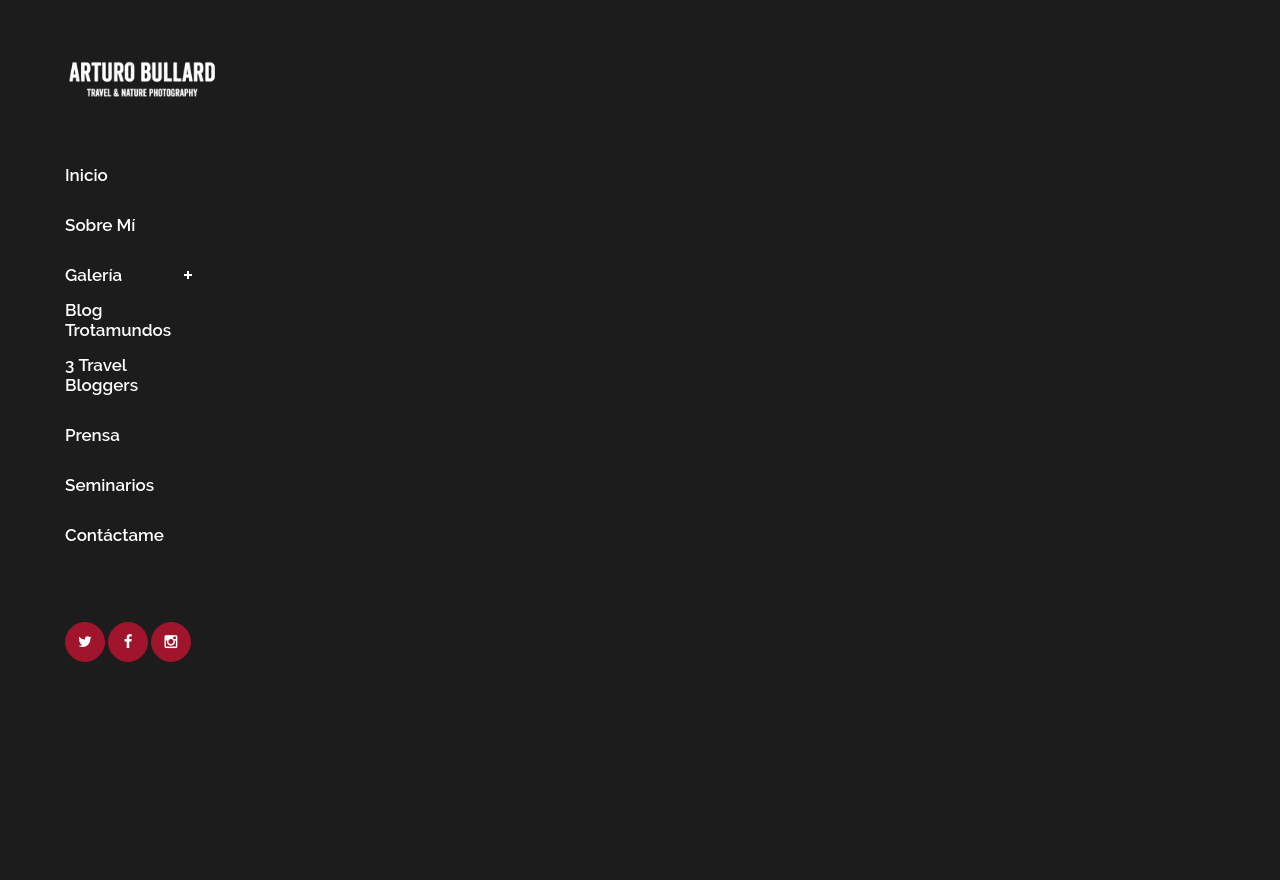 ARTURO BULLARD
TRAVEL & NATURE PHOTOGRAPHY
Inicio
Sobre Mí
Galería +
Blog
Trotamundos
3 Travel
Bloggers
Prensa
Seminarios
Contáctame